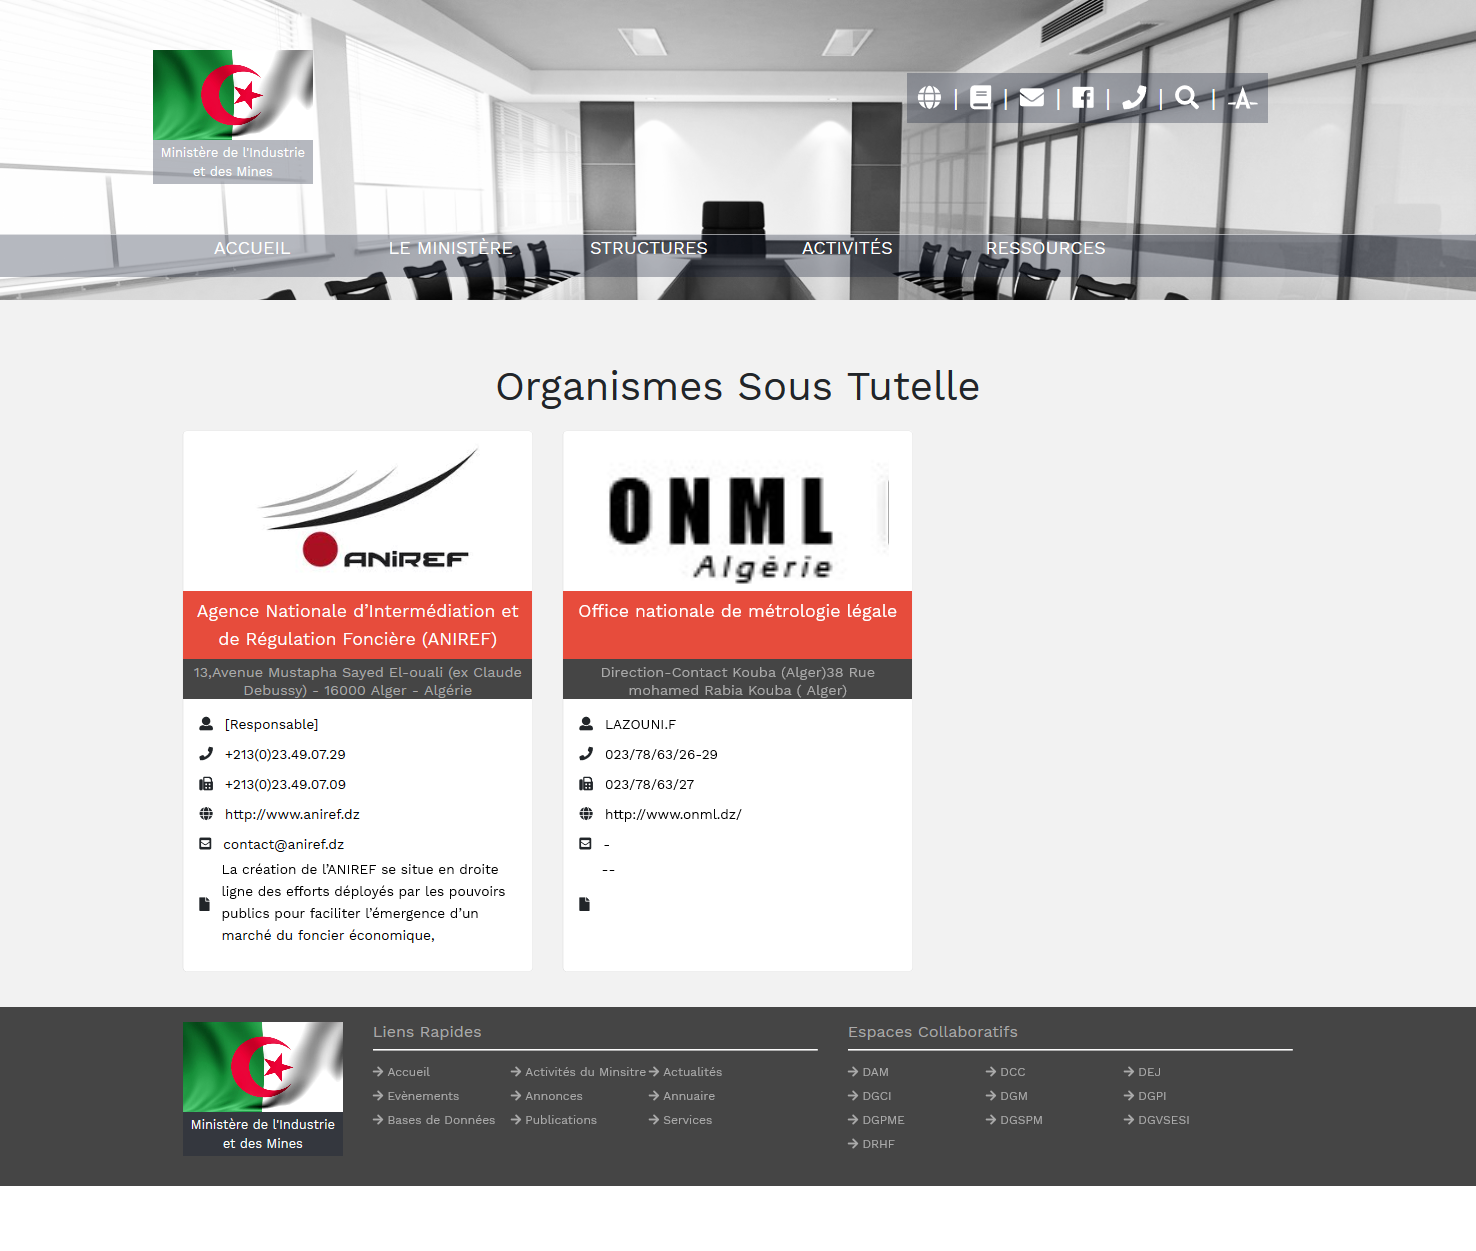 Ministère de l'Industrie
et des Mines
ACCUEIL
LE MINISTÈRE
STRUCTURES
ACTIVITÉS
RESSOURCES
Organismes Sous Tutelle
ANIREF
Agence Nationale d'Intermédiation et
de Régulation Foncière (ANIREF)
13,Avenue Mustapha Sayed El-ouali (ex Claude
Debussy) - 16000 Alger - Algérie
[Responsable]
+213(0)23.49.07.29
+213(0)23.49.07.09
http://www.aniref.dz
contact@aniref.dz
La création de l'ANIREF se situe en droite
ligne des efforts déployés par les pouvoirs
publics pour faciliter l'émergence d'un
marché du foncier économique,
ONML
Algérie
Office nationale de métrologie légale
Direction-Contact Kouba (Alger)38 Rue
mohamed Rabia Kouba ( Alger)
LAZOUNI.F
023/78/63/26-29
023/78/63/27
http://www.onml.dz/
-
--
Ministère de l'Industrie
et des Mines
Liens Rapides
Accueil
Activités du Minsitre
Actualités
Evènements
Annonces
Annuaire
Bases de Données
Publications
Services
Espaces Collaboratifs
DAM
DCC
DEJ
DGCI
DGM
DGPI
DGPME
DGSPM
DGVSESI
DRHF